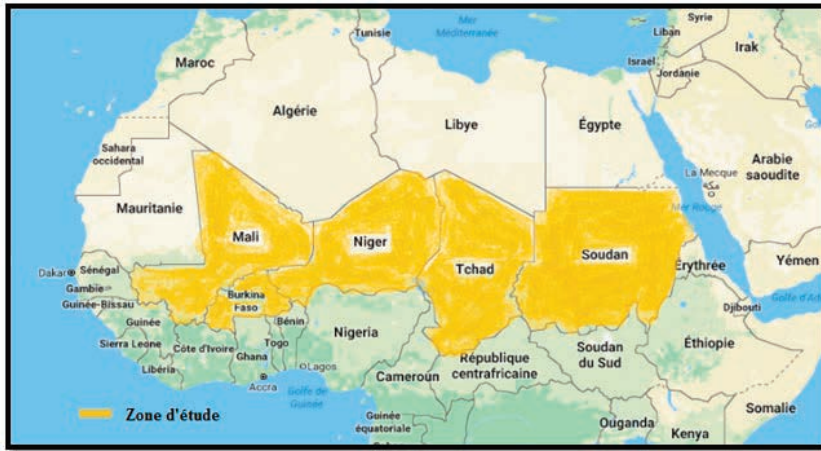 Mer
Méditerranée
Tunisie
Syrie
Liban
Irak
Israël
Jordanie
Maroc
Algérie
Libye
Égypte
Sahara
occidental
Arabie
saoudite
La Mecque
مكة
Mer Rouge
Mauritanie
Mali
Niger
Tchad
Soudan
Érythrée
Yémen
Dakar
Sénégal
Gambie
Guinée-Bissau
Burkina
Faso
Djibouti
Guinée
Bénin
Nigeria
Sierra Leone
Côte d'Ivoire
Togo
Ghana
Lagos
Libéria
Accra
Golfe de
Guinée
Cameroun
République
centrafricaine
Soudan
du Sud
Éthiopie
Somalie
Guinée
équatoriale
Ouganda
Kenya
Zone d'étude